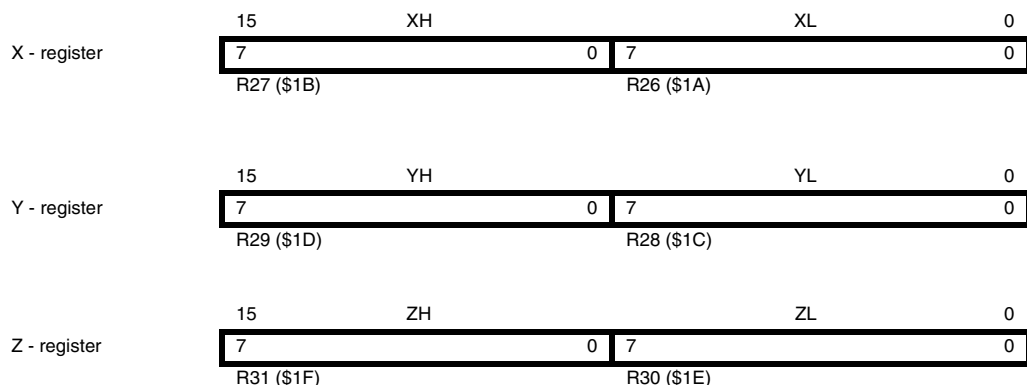 15 XH XL 0
X - register 7 0 7 0
R27 ($1B) R26 ($1A)
15 YH YL 0
Y - register 7 0 7 0
R29 ($1D) R28 ($1C)
15 ZH ZL 0
Z - register 7 0 7 0
R31 ($1F) R30 ($1E)